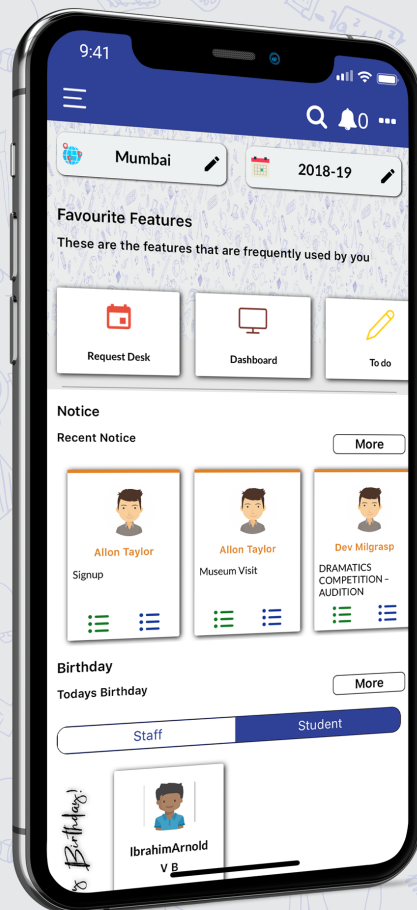 9:41
0
Mumbai
2018-19
Favourite Features
These are the features that are frequently used by you
Request Desk
Dashboard
To do
Notice
Recent Notice
More
Allon Taylor
Allon Taylor
Dev Milgrasp
Signup
Museum Visit
DRAMATICS
COMPETITION -
AUDITION
Birthday
Todays Birthday
More
Staff
Student
Birthday!
IbrahimArnold
V B